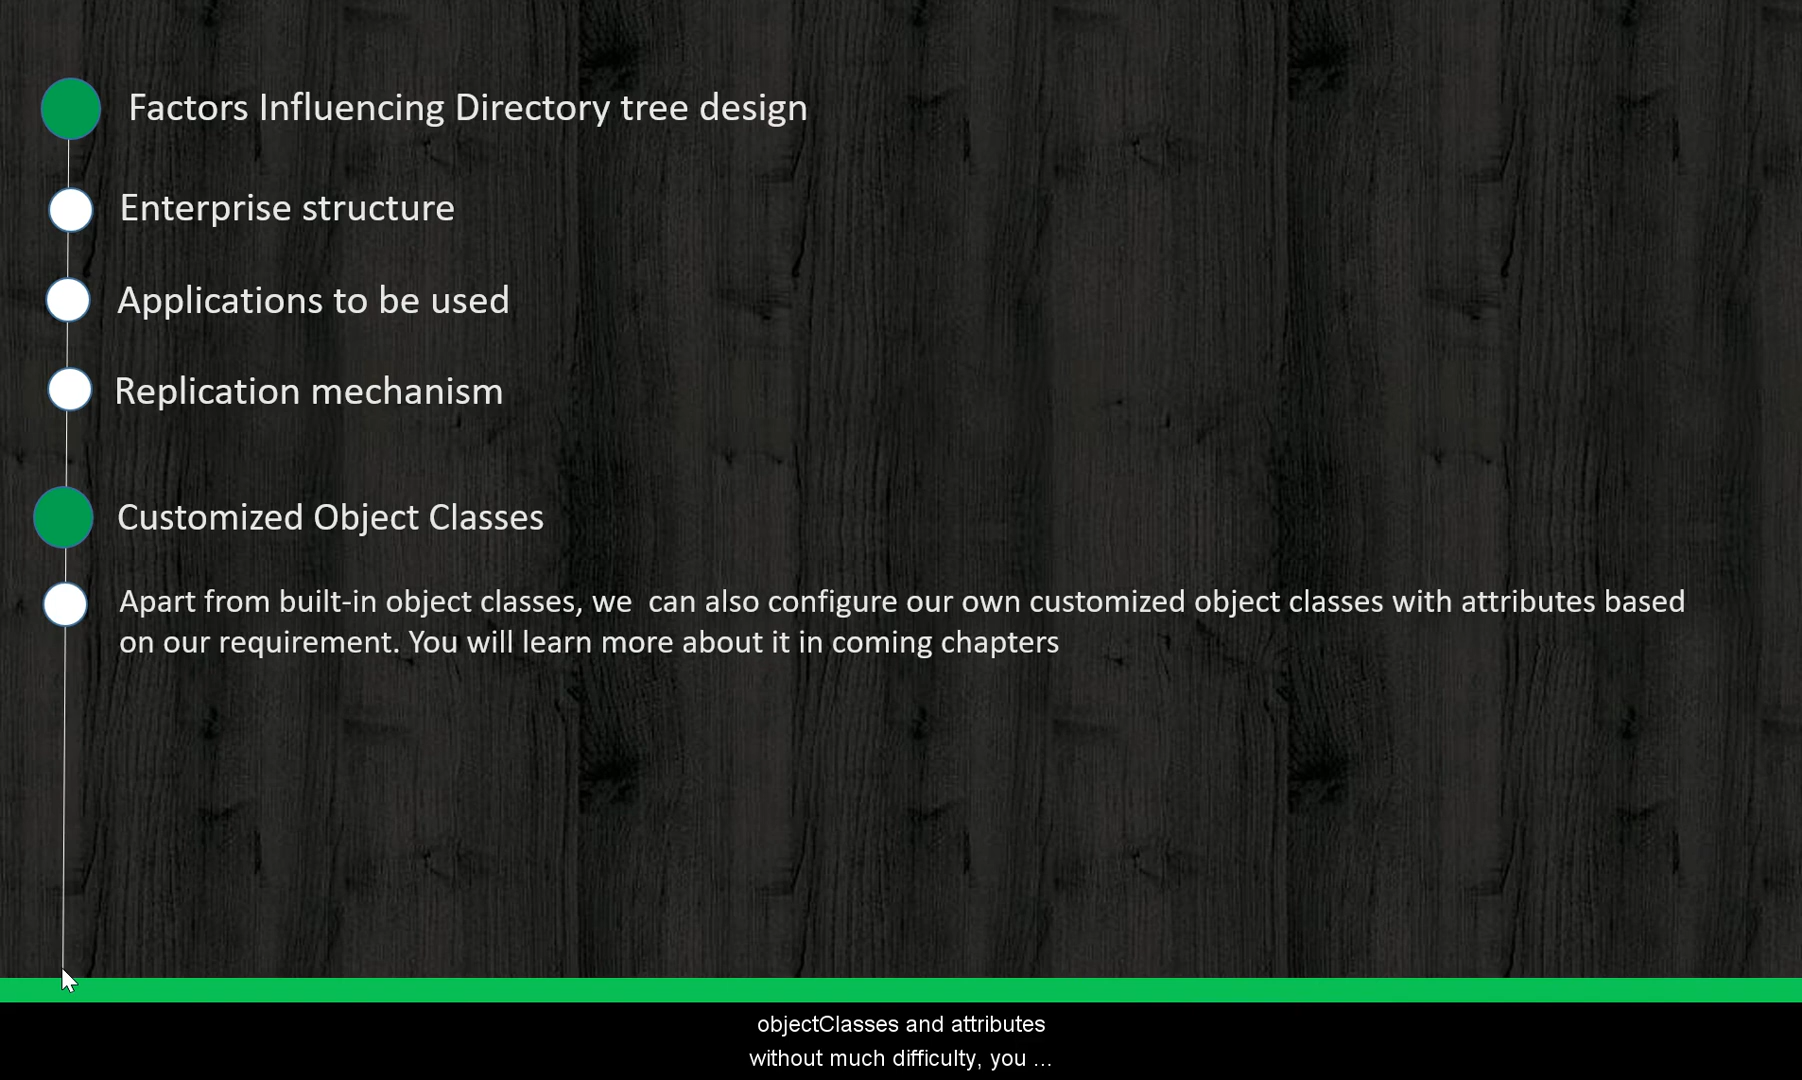 Factors Influencing Directory tree design
Enterprise structure
Applications to be used
Replication mechanism
Customized Object Classes
Apart from built-in object classes, we  can also configure our own customized object classes with attributes based
on our requirement. You will learn more about it in coming chapters
objectClasses and attributes
without much difficulty, you ...